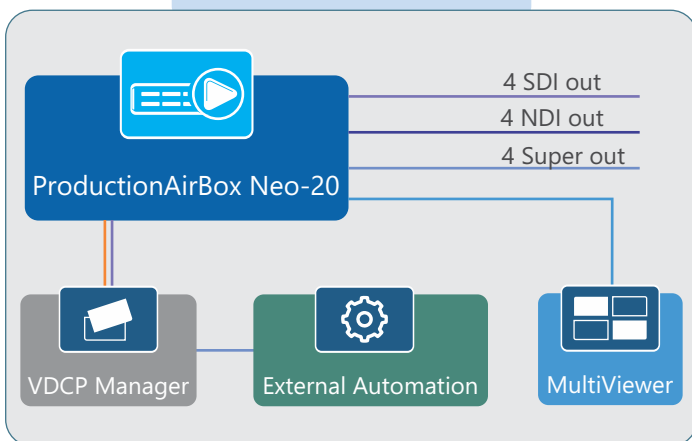 4 SDI out
4 NDI out
4 Super out
ProductionAirBox Neo-20
VDCP Manager
External Automation
MultiViewer